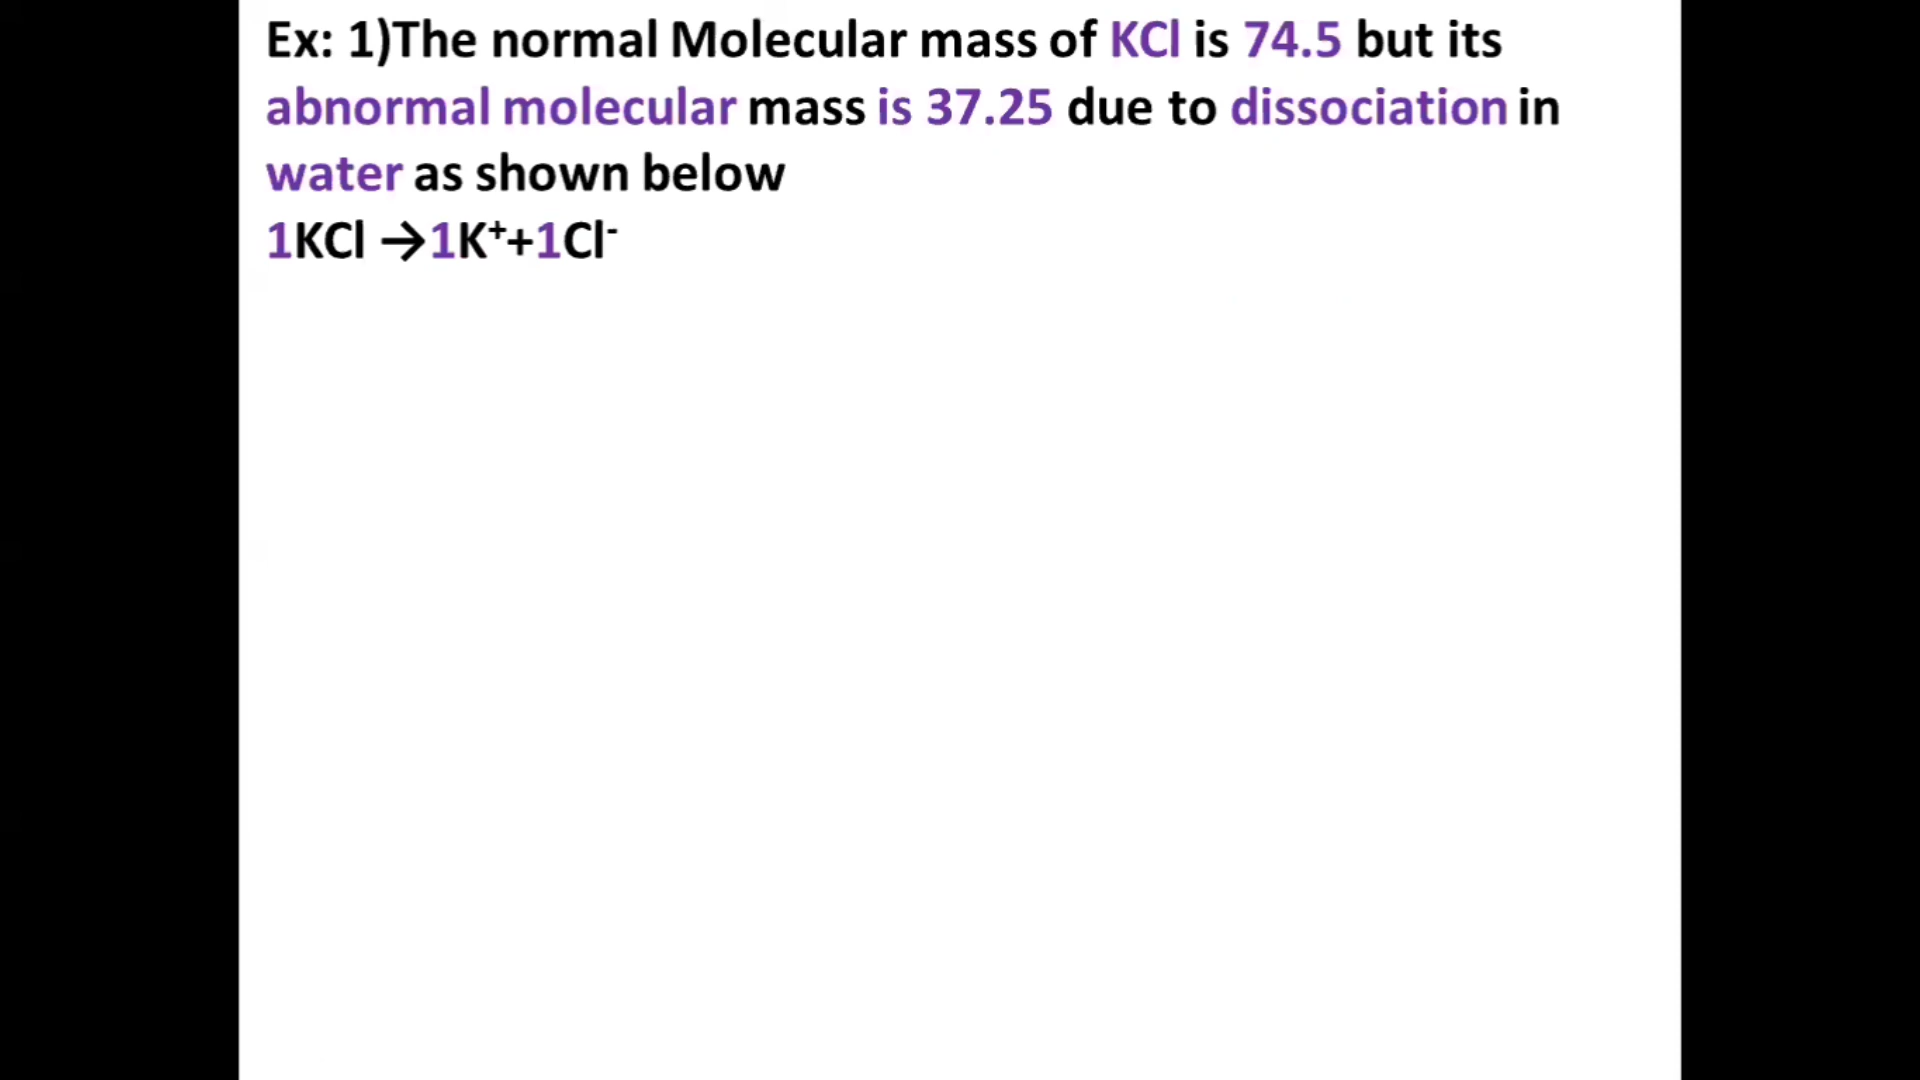 Ex: 1)The normal Molecular mass of KCl is 74.5 but its
abnormal molecular mass is 37.25 due to dissociation in
water as shown below
1KCl →1K⁺+1Cl⁻